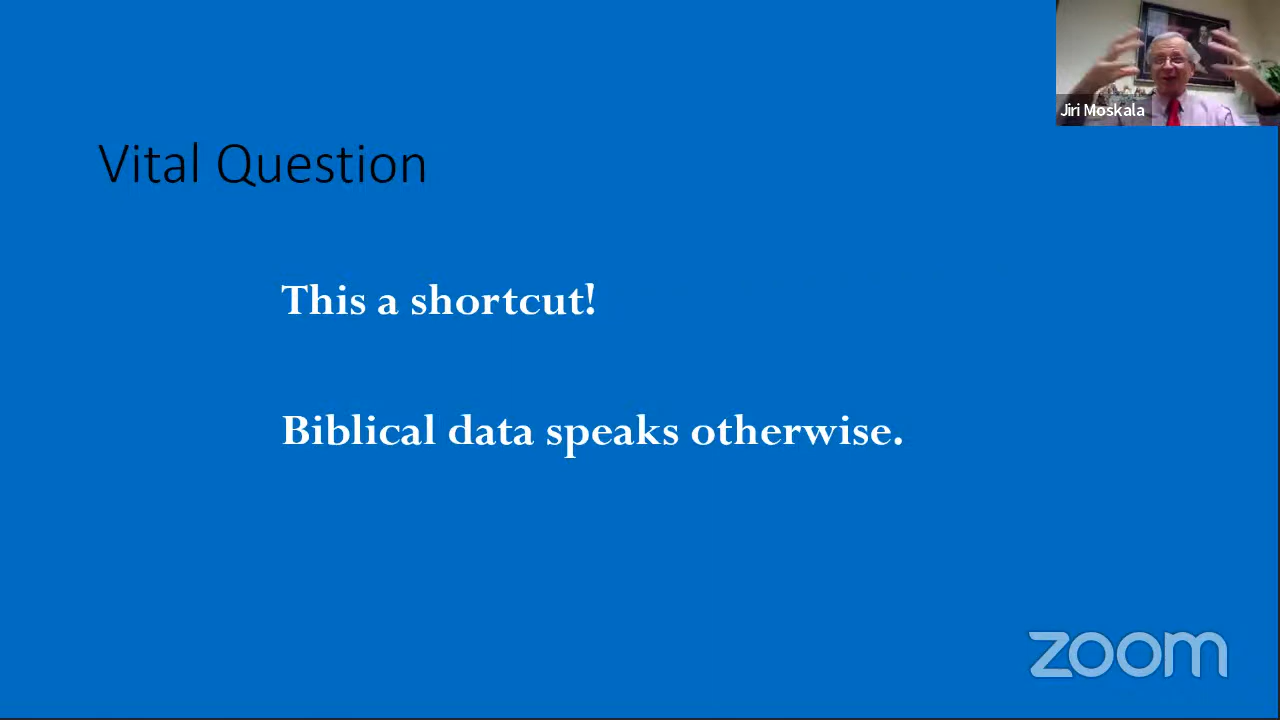 Jiri Moskala
Vital Question
This a shortcut!
Biblical data speaks otherwise.
zoom